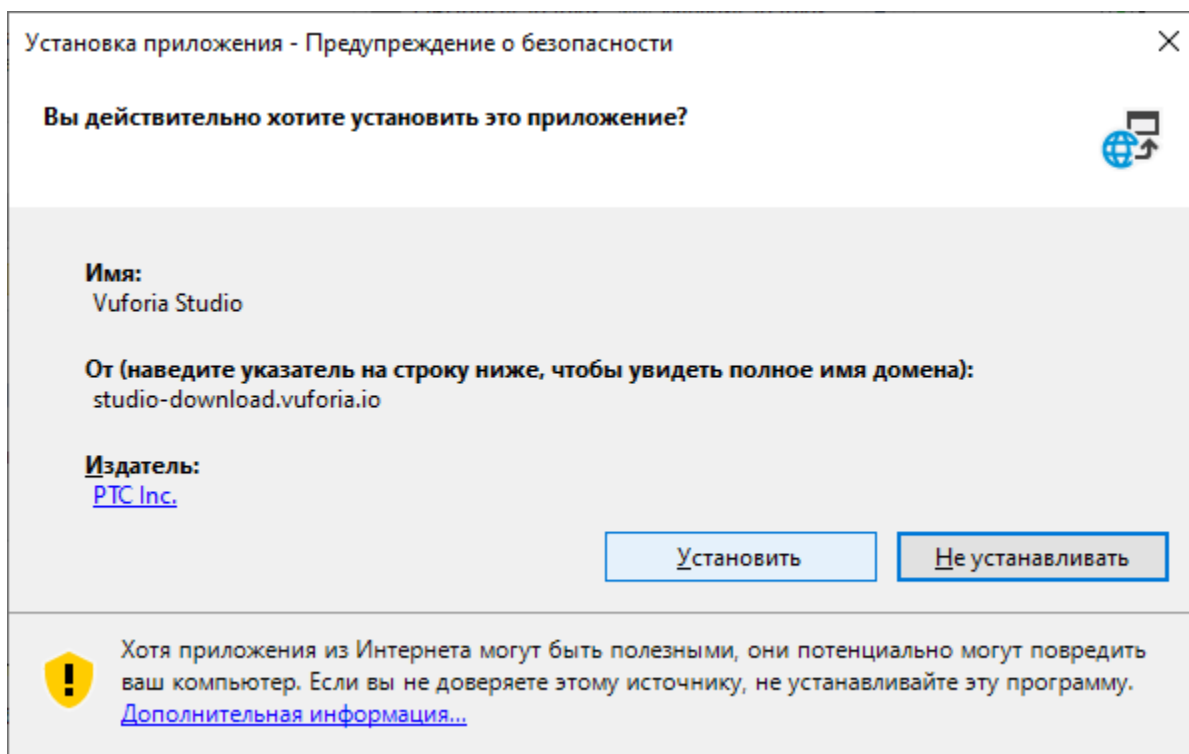 Установка приложения - Предупреждение о безопасности
Вы действительно хотите установить это приложение?
Имя:
Vuforia Studio
От (наведите указатель на строку ниже, чтобы увидеть полное имя домена):
studio-download.vuforia.io
Издатель:
PTC Inc.
Установить
Не устанавливать
Хотя приложения из Интернета могут быть полезными, они потенциально могут повредить
ваш компьютер. Если вы не доверяете этому источнику, не устанавливайте эту программу.
Дополнительная информация...